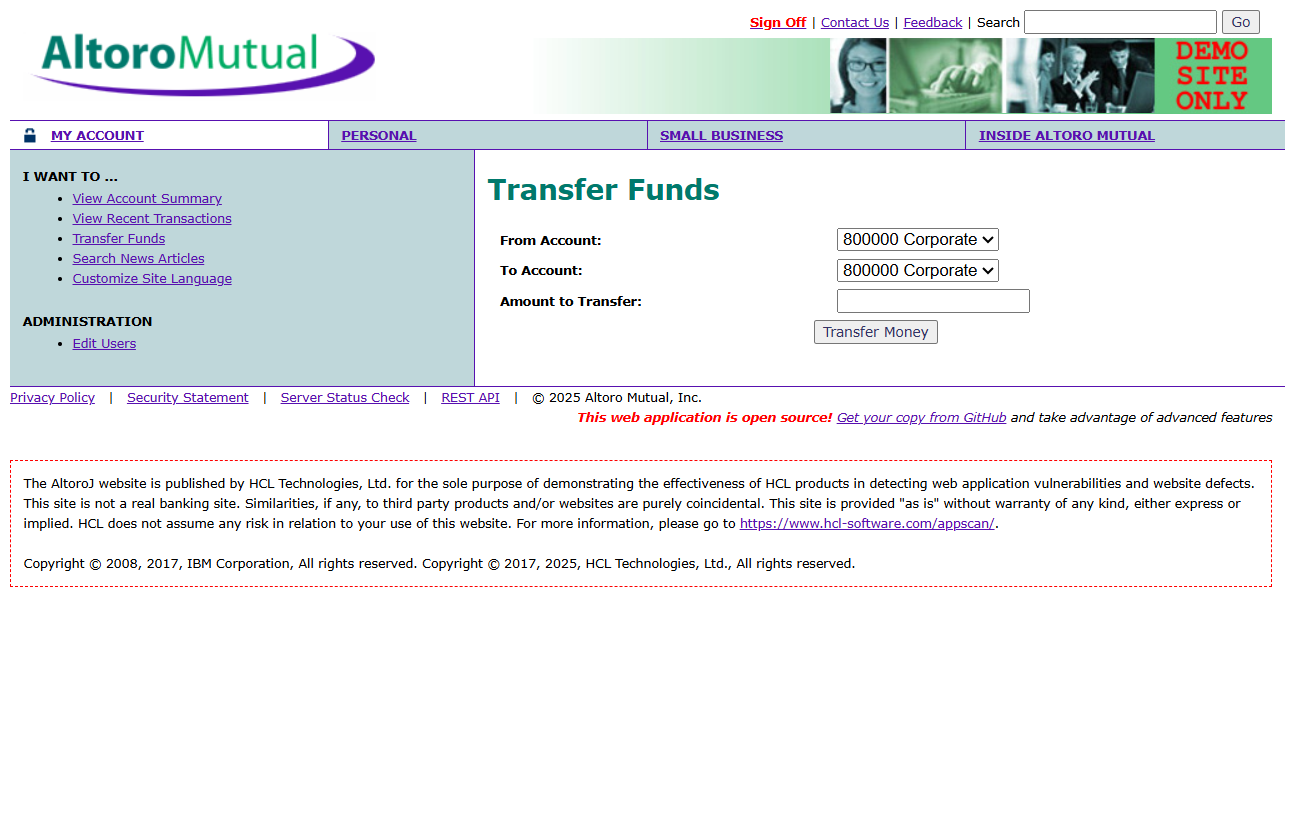 Sign Off | Contact Us | Feedback | Search Go
AltoroMutual
DEMO
SITE
ONLY
MY ACCOUNT PERSONAL SMALL BUSINESS INSIDE ALTORO MUTUAL
I WANT TO ...
• View Account Summary
• View Recent Transactions
• Transfer Funds
• Search News Articles
• Customize Site Language
ADMINISTRATION
• Edit Users
Transfer Funds
From Account: 800000 Corporate
To Account: 800000 Corporate
Amount to Transfer:
Transfer Money
Privacy Policy | Security Statement | Server Status Check | REST API | © 2025 Altoro Mutual, Inc.
This web application is open source! Get your copy from GitHub and take advantage of advanced features
The AltoroJ website is published by HCL Technologies, Ltd. for the sole purpose of demonstrating the effectiveness of HCL products in detecting web application vulnerabilities and website defects.
This site is not a real banking site. Similarities, if any, to third party products and/or websites are purely coincidental. This site is provided "as is" without warranty of any kind, either express or
implied. HCL does not assume any risk in relation to your use of this website. For more information, please go to https://www.hcl-software.com/appscan/.
Copyright © 2008, 2017, IBM Corporation, All rights reserved. Copyright © 2017, 2025, HCL Technologies, Ltd., All rights reserved.